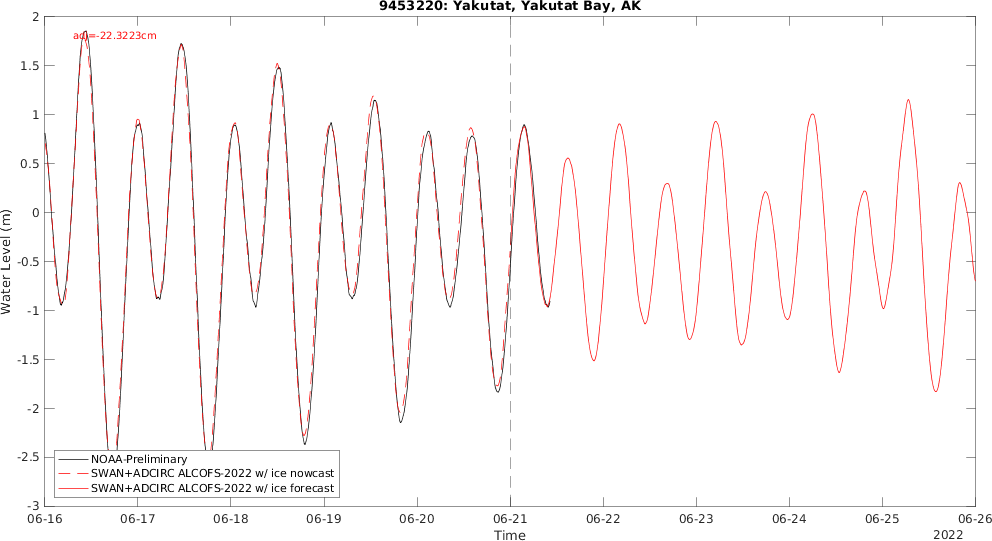 9453220: Yakutat, Yakutat Bay, AK
2
1.5
1
0.5
0
-0.5
-1
-1.5
-2
-2.5
-3
Water Level (m)
adj=-22.3223cm
NOAA-Preliminary
SWAN+ADCIRC ALCOFS-2022 w/ ice nowcast
SWAN+ADCIRC ALCOFS-2022 w/ ice forecast
06-16 06-17 06-18 06-19 06-20 06-21 06-22 06-23 06-24 06-25 06-26
Time
2022